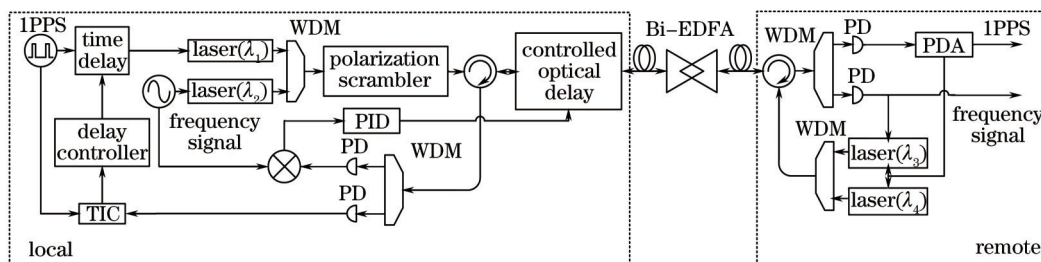 1PPS
time
delay
laser(λ₁)
WDM
laser(λ₂)
polarization
scrambler
controlled
optical
delay
Bi-EDFA
WDM
PD
PDA
1PPS
PD
frequency
signal
delay
controller
frequency
signal
PID
PD
WDM
PD
TIC
WDM
laser(λ₃)
laser(λ₄)
local
remote